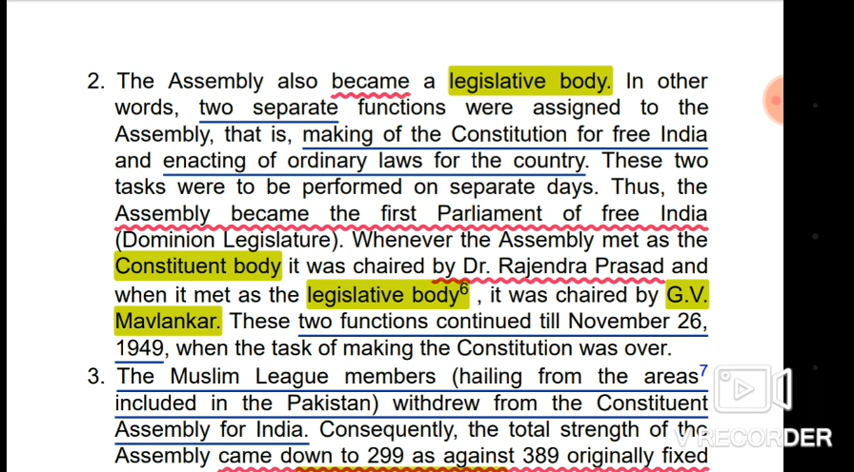 2. The Assembly also became a legislative body. In other
words, two separate functions were assigned to the
Assembly, that is, making of the Constitution for free India
and enacting of ordinary laws for the country. These two
tasks were to be performed on separate days. Thus, the
Assembly became the first Parliament of free India
(Dominion Legislature). Whenever the Assembly met as the
Constituent body it was chaired by Dr. Rajendra Prasad and
when it met as the legislative body6 , it was chaired by G.V.
Mavlankar. These two functions continued till November 26,
1949, when the task of making the Constitution was over.
3. The Muslim League members (hailing from the areas7
included in the Pakistan) withdrew from the Constituent
Assembly for India. Consequently, the total strength of the
Assembly came down to 299 as against 389 originally fixed
V RECORDER